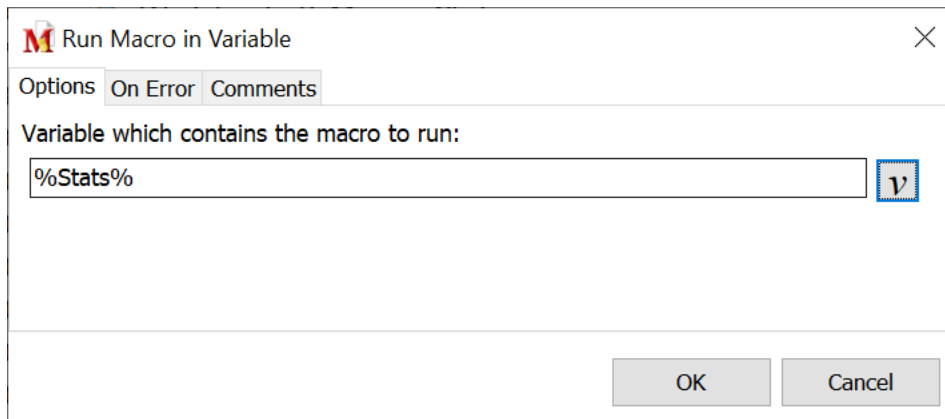 Run Macro in Variable
Options On Error Comments
Variable which contains the macro to run:
%Stats%
v
OK Cancel